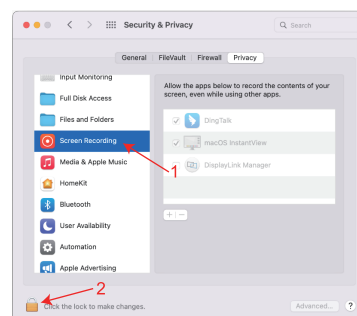 Security & Privacy
Search
General
FileVault
Firewall
Privacy
Input Monitoring
Full Disk Access
Files and Folders
Screen Recording
Media & Apple Music
HomeKit
Bluetooth
User Availability
Automation
Apple Advertising
Allow the apps below to record the contents of your
screen, even while using other apps.
DingTalk
macOS InstantView
DisplayLink Manager
+ −
1
2
Click the lock to make changes.
Advanced...
?